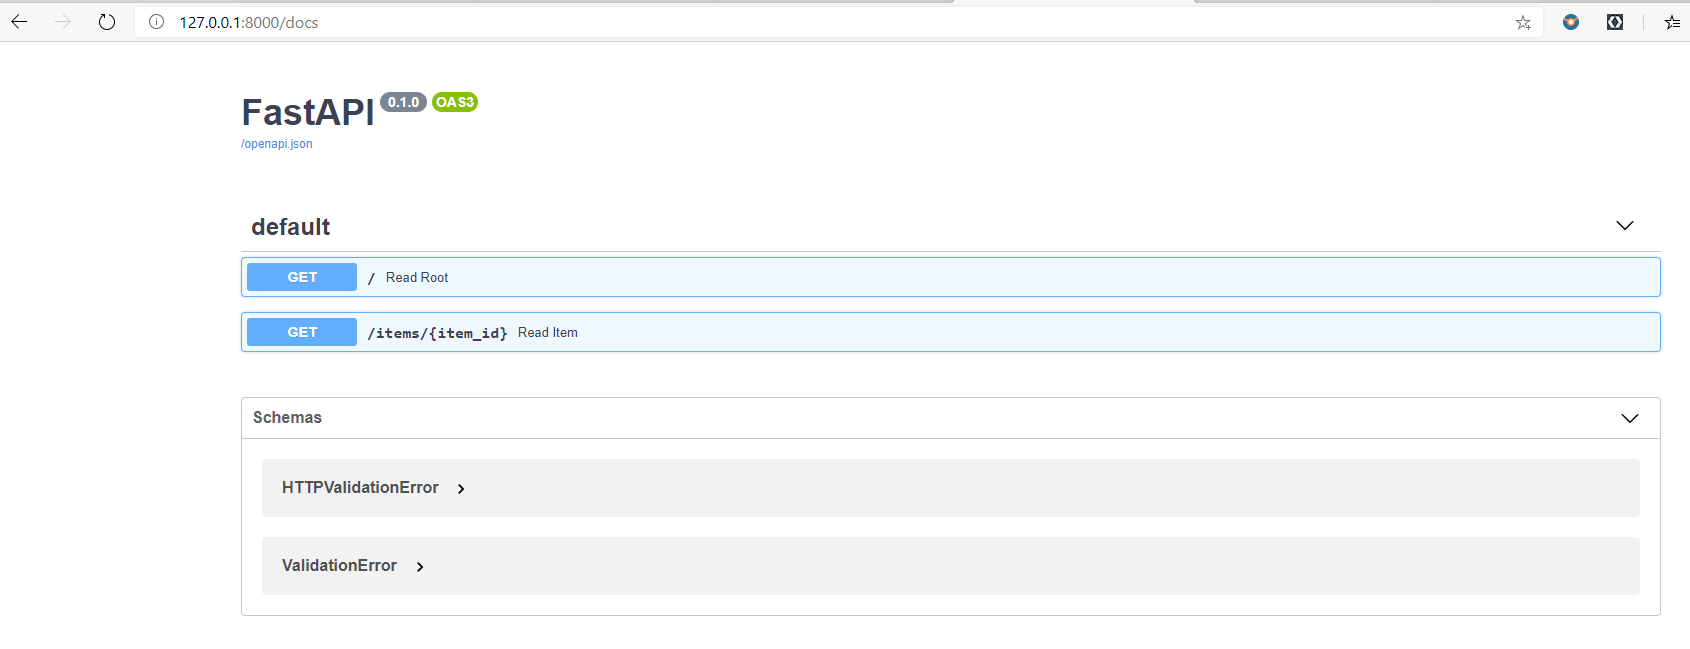 127.0.0.1:8000/docs
FastAPI 0.1.0 OAS3
/openapi.json
default
GET / Read Root
GET /items/{item_id} Read Item
Schemas
HTTPValidationError
ValidationError